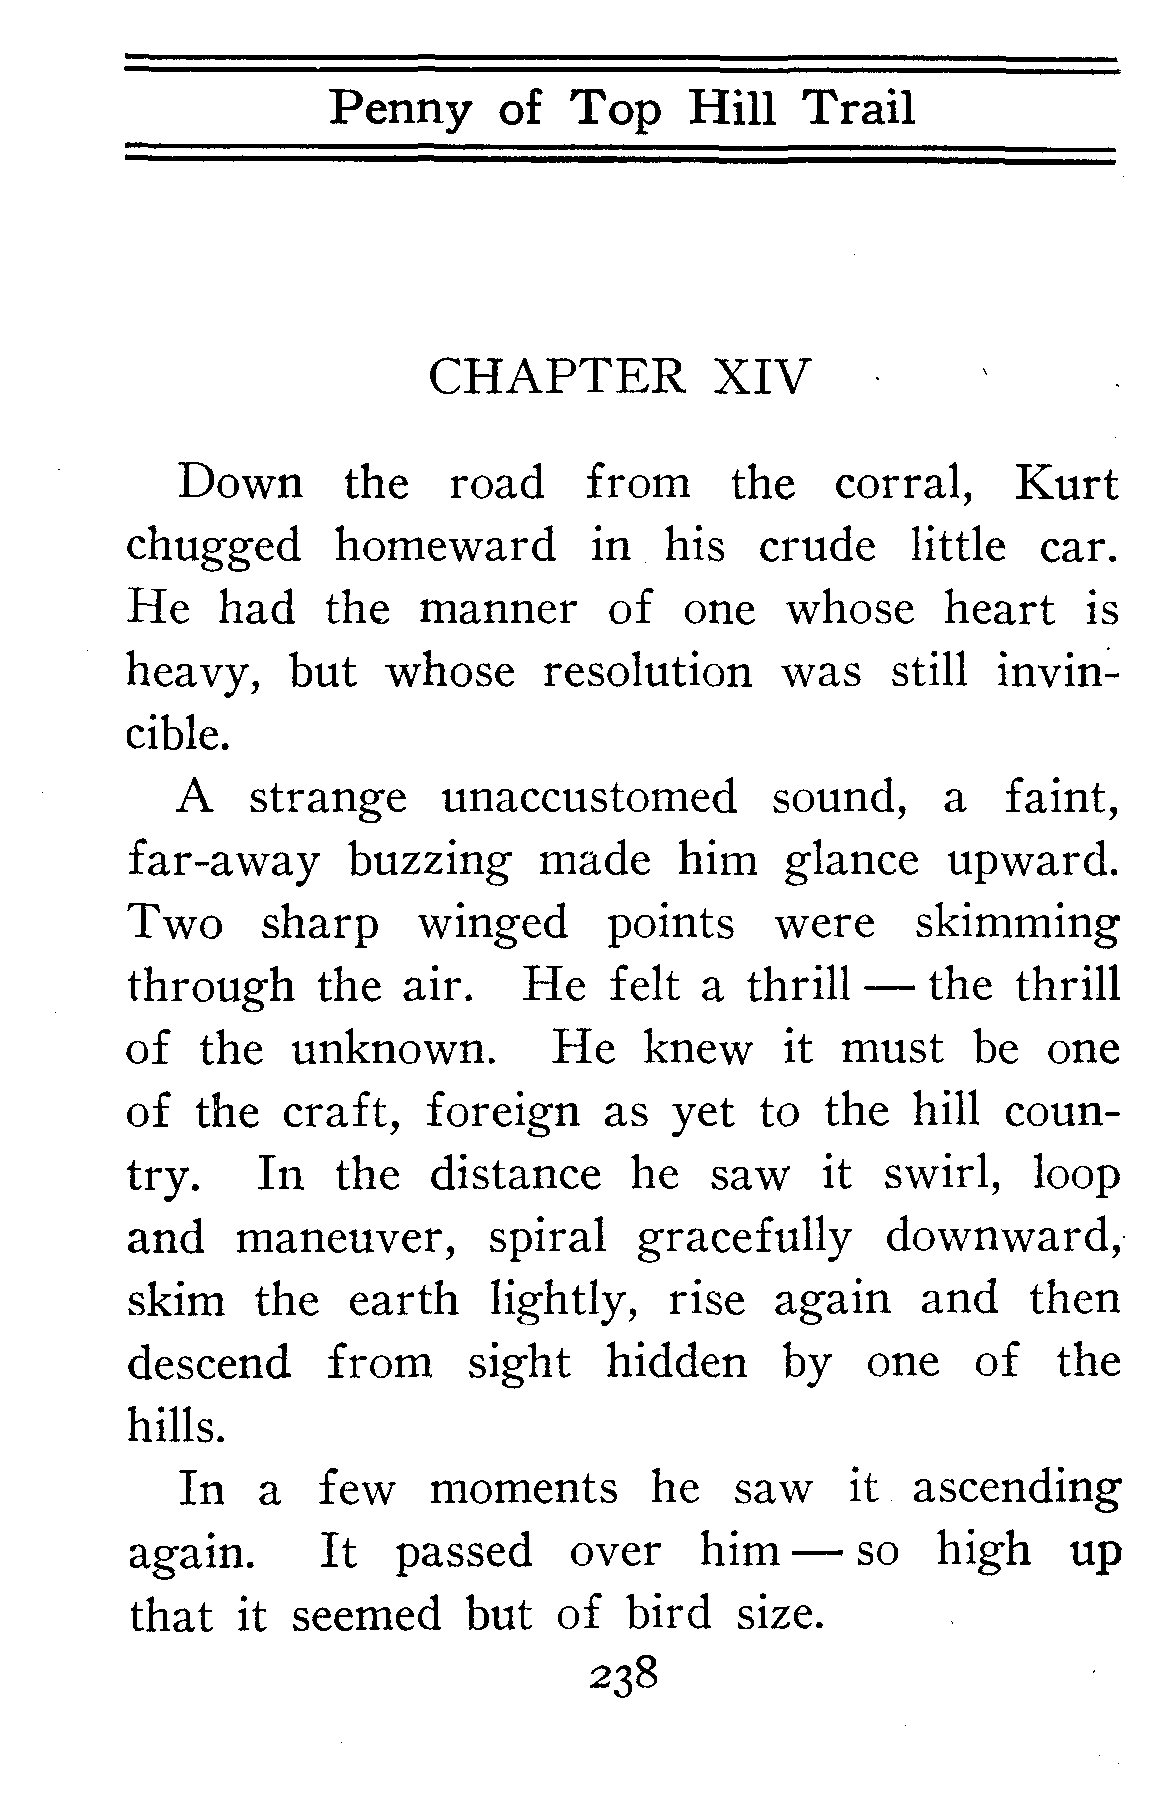 Penny of Top Hill Trail
CHAPTER XIV
Down the road from the corral, Kurt
chugged homeward in his crude little car.
He had the manner of one whose heart is
heavy, but whose resolution was still invin-
cible.
A strange unaccustomed sound, a faint,
far-away buzzing made him glance upward.
Two sharp winged points were skimming
through the air. He felt a thrill — the thrill
of the unknown. He knew it must be one
of the craft, foreign as yet to the hill coun-
try. In the distance he saw it swirl, loop
and maneuver, spiral gracefully downward,
skim the earth lightly, rise again and then
descend from sight hidden by one of the
hills.
In a few moments he saw it ascending
again. It passed over him — so high up
that it seemed but of bird size.
238